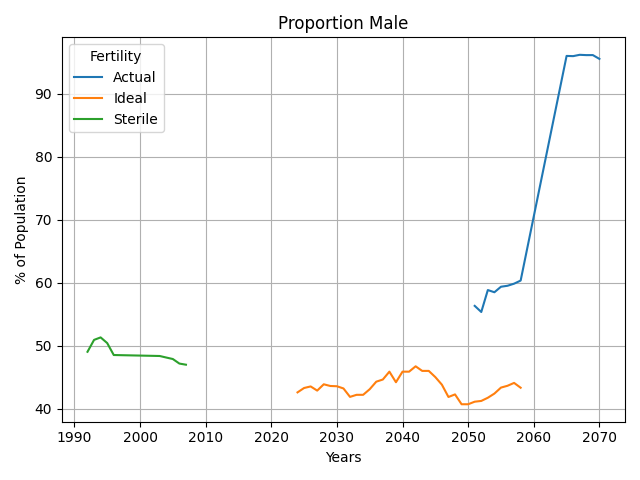 Proportion Male
Fertility
Actual
Ideal
Sterile
% of Population
90
80
70
60
50
40
1990 2000 2010 2020 2030 2040 2050 2060 2070
Years